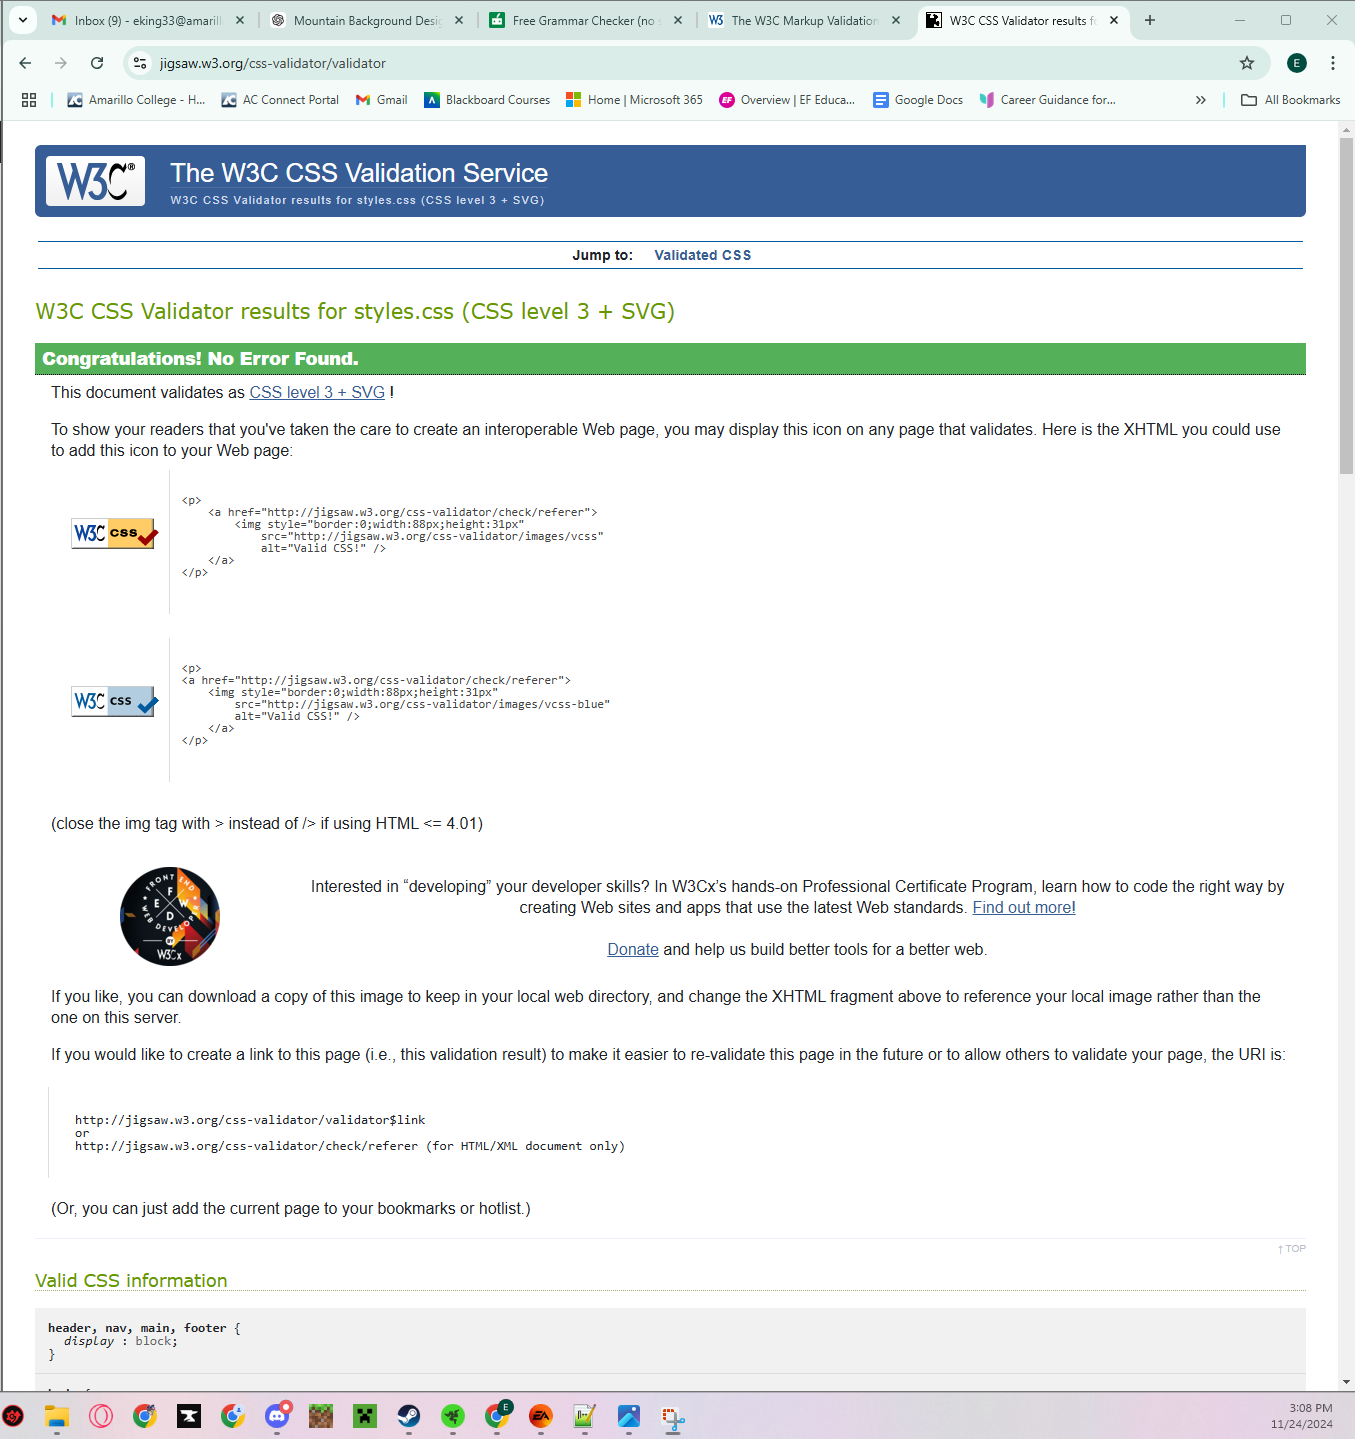 Inbox (9) - eking33@amaril
Mountain Background Desig
Free Grammar Checker (no s
The W3C Markup Validation
W3C CSS Validator results fo
jigsaw.w3.org/css-validator/validator
E
Amarillo College - H...
AC Connect Portal
Gmail
Blackboard Courses
Home | Microsoft 365
Overview | EF Educa...
Google Docs
Career Guidance for...
All Bookmarks
W3C®
The W3C CSS Validation Service
W3C CSS Validator results for styles.css (CSS level 3 + SVG)
Jump to: Validated CSS
W3C CSS Validator results for styles.css (CSS level 3 + SVG)
Congratulations! No Error Found.
This document validates as CSS level 3 + SVG !
To show your readers that you've taken the care to create an interoperable Web page, you may display this icon on any page that validates. Here is the XHTML you could use
to add this icon to your Web page:
W3C css
<p>
<a href="http://jigsaw.w3.org/css-validator/check/referer">
<img style="border:0;width:88px;height:31px"
src="http://jigsaw.w3.org/css-validator/images/vcss"
alt="Valid CSS!" />
</a>
</p>
W3C css
<p>
<a href="http://jigsaw.w3.org/css-validator/check/referer">
<img style="border:0;width:88px;height:31px"
src="http://jigsaw.w3.org/css-validator/images/vcss-blue"
alt="Valid CSS!" />
</a>
</p>
(close the img tag with > instead of /> if using HTML <= 4.01)
FRONT END
F
E W
D
WEB DEVELOPER
BY
W3Cx
Interested in “developing” your developer skills? In W3Cx’s hands-on Professional Certificate Program, learn how to code the right way by
creating Web sites and apps that use the latest Web standards. Find out more!
Donate and help us build better tools for a better web.
If you like, you can download a copy of this image to keep in your local web directory, and change the XHTML fragment above to reference your local image rather than the
one on this server.
If you would like to create a link to this page (i.e., this validation result) to make it easier to re-validate this page in the future or to allow others to validate your page, the URI is:
http://jigsaw.w3.org/css-validator/validator$link
or
http://jigsaw.w3.org/css-validator/check/referer (for HTML/XML document only)
(Or, you can just add the current page to your bookmarks or hotlist.)
↑ TOP
Valid CSS information
header, nav, main, footer {
display : block;
}
3:08 PM
11/24/2024